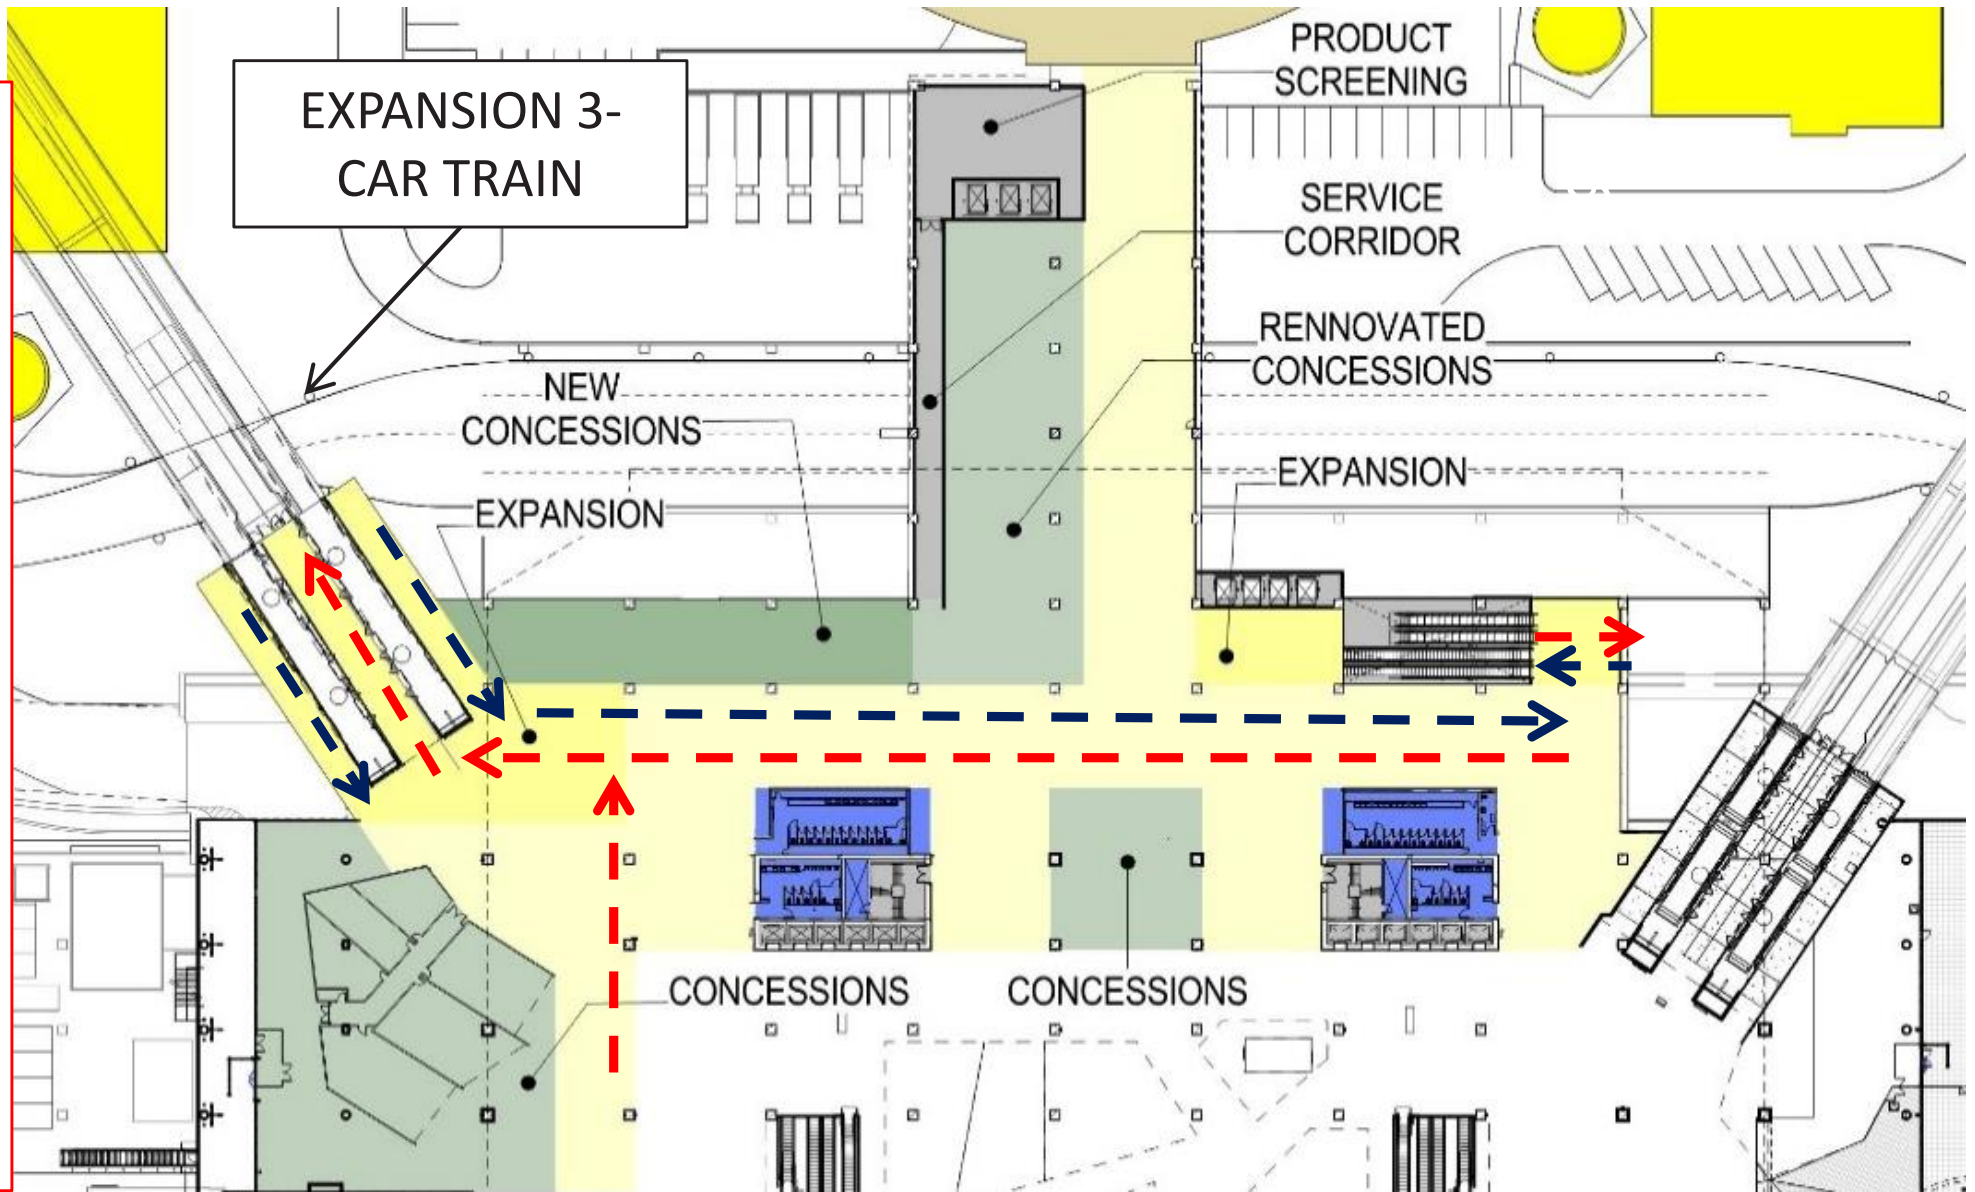 EXPANSION 3-
CAR TRAIN
PRODUCT
SCREENING
SERVICE
CORRIDOR
RENNOVATED
CONCESSIONS
NEW
CONCESSIONS
EXPANSION
EXPANSION
CONCESSIONS
CONCESSIONS